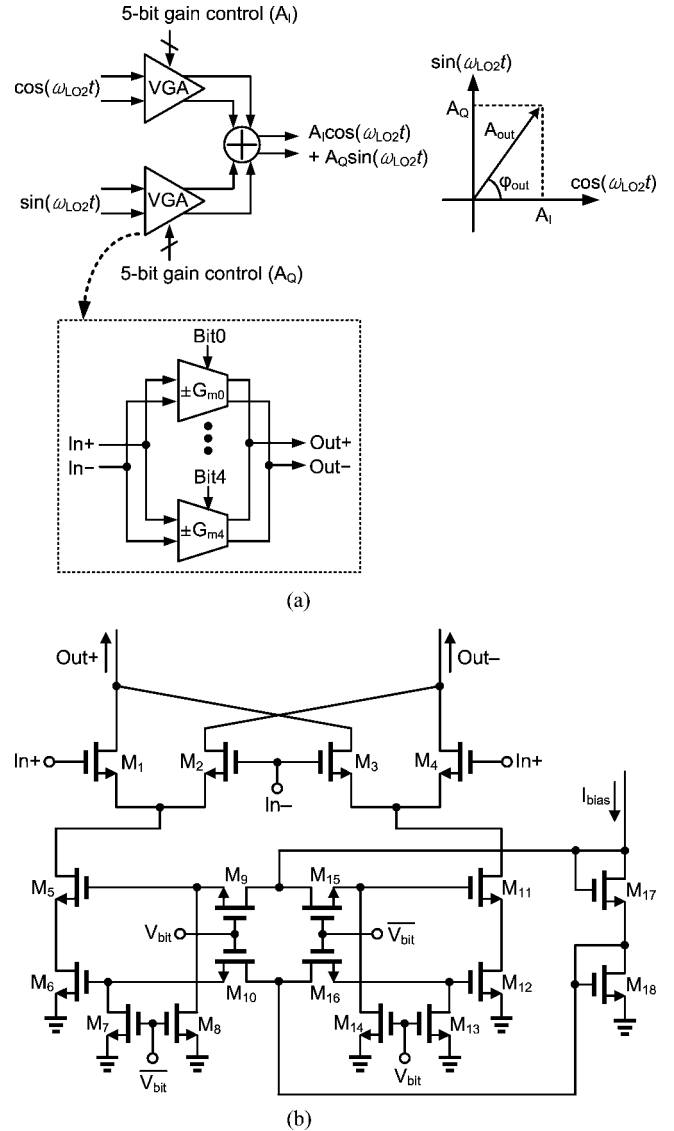 5-bit gain control (A_I)
cos(ω_LO2t)
VGA
A_Icos(ω_LO2t)
+ A_Qsin(ω_LO2t)
sin(ω_LO2t)
VGA
5-bit gain control (A_Q)
sin(ω_LO2t)
A_Q
A_out
φ_out
cos(ω_LO2t)
A_I
Bit0
±G_m0
In+
In−
Out+
Out−
Bit4
±G_m4
(a)
Out+
Out−
In+
M_1
M_2
M_3
M_4
In+
In−
I_bias
M_5
M_9
M_15
M_11
M_17
V_bit
V̅_bit
M_6
M_10
M_16
M_12
M_18
M_7
M_8
M_14
M_13
V̅_bit
V_bit
(b)